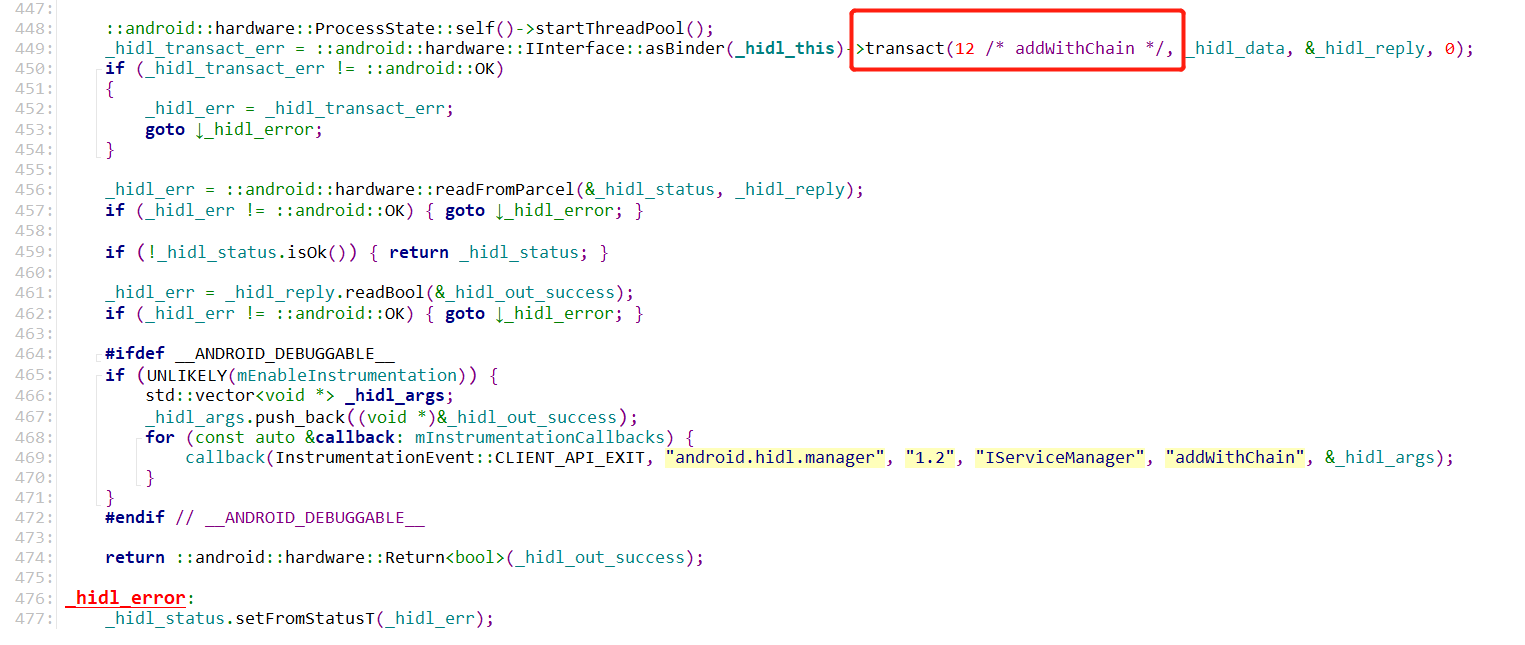 447:
448:     ::android::hardware::ProcessState::self()->startThreadPool();
449:     _hidl_transact_err = ::android::hardware::IInterface::asBinder(_hidl_this)->transact(12 /* addWithChain */, _hidl_data, &_hidl_reply, 0);
450:     if (_hidl_transact_err != ::android::OK)
451:     {
452:         _hidl_err = _hidl_transact_err;
453:         goto ↓_hidl_error;
454:     }
455:
456:     _hidl_err = ::android::hardware::readFromParcel(&_hidl_status, _hidl_reply);
457:     if (_hidl_err != ::android::OK) { goto ↓_hidl_error; }
458:
459:     if (!_hidl_status.isOk()) { return _hidl_status; }
460:
461:     _hidl_err = _hidl_reply.readBool(&_hidl_out_success);
462:     if (_hidl_err != ::android::OK) { goto ↓_hidl_error; }
463:
464:     #ifdef __ANDROID_DEBUGGABLE__
465:     if (UNLIKELY(mEnableInstrumentation)) {
466:         std::vector<void *> _hidl_args;
467:         _hidl_args.push_back((void *)&_hidl_out_success);
468:         for (const auto &callback: mInstrumentationCallbacks) {
469:             callback(InstrumentationEvent::CLIENT_API_EXIT, "android.hidl.manager", "1.2", "IServiceManager", "addWithChain", &_hidl_args);
470:         }
471:     }
472:     #endif // __ANDROID_DEBUGGABLE__
473:
474:     return ::android::hardware::Return<bool>(_hidl_out_success);
475:
476: _hidl_error:
477:     _hidl_status.setFromStatusT(_hidl_err);